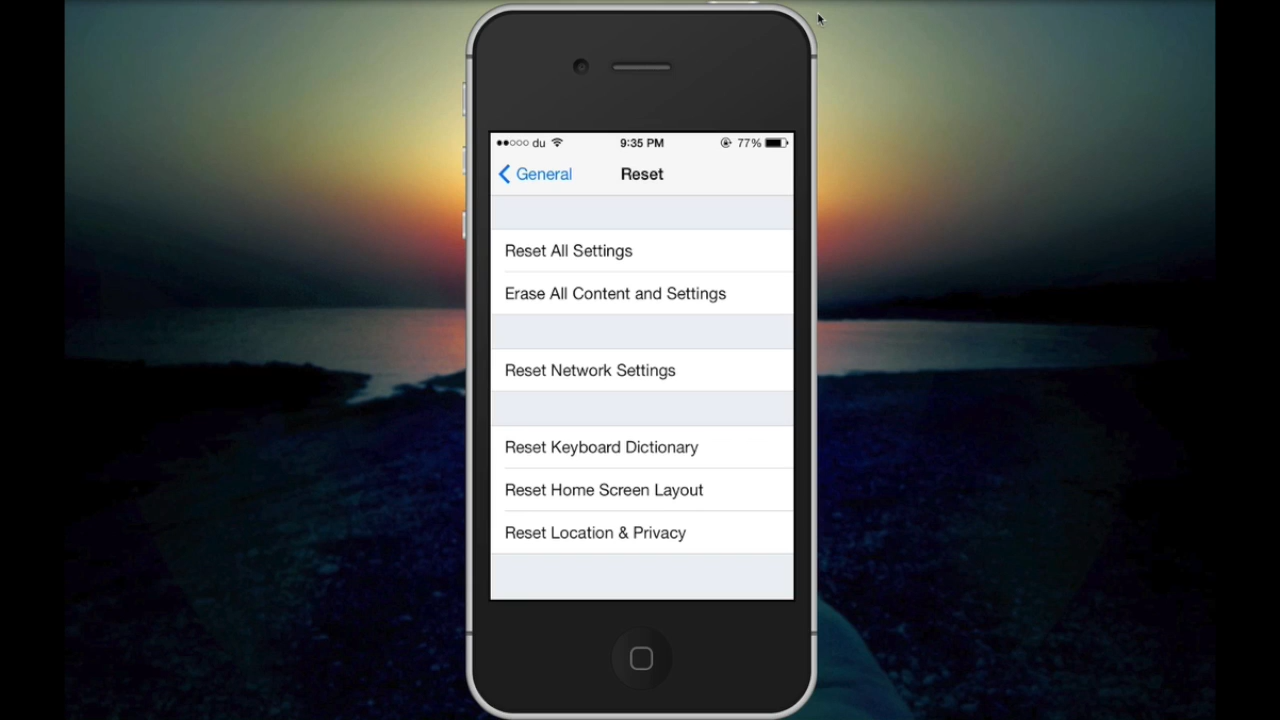 du 9:35 PM 77%
General Reset
Reset All Settings
Erase All Content and Settings
Reset Network Settings
Reset Keyboard Dictionary
Reset Home Screen Layout
Reset Location & Privacy